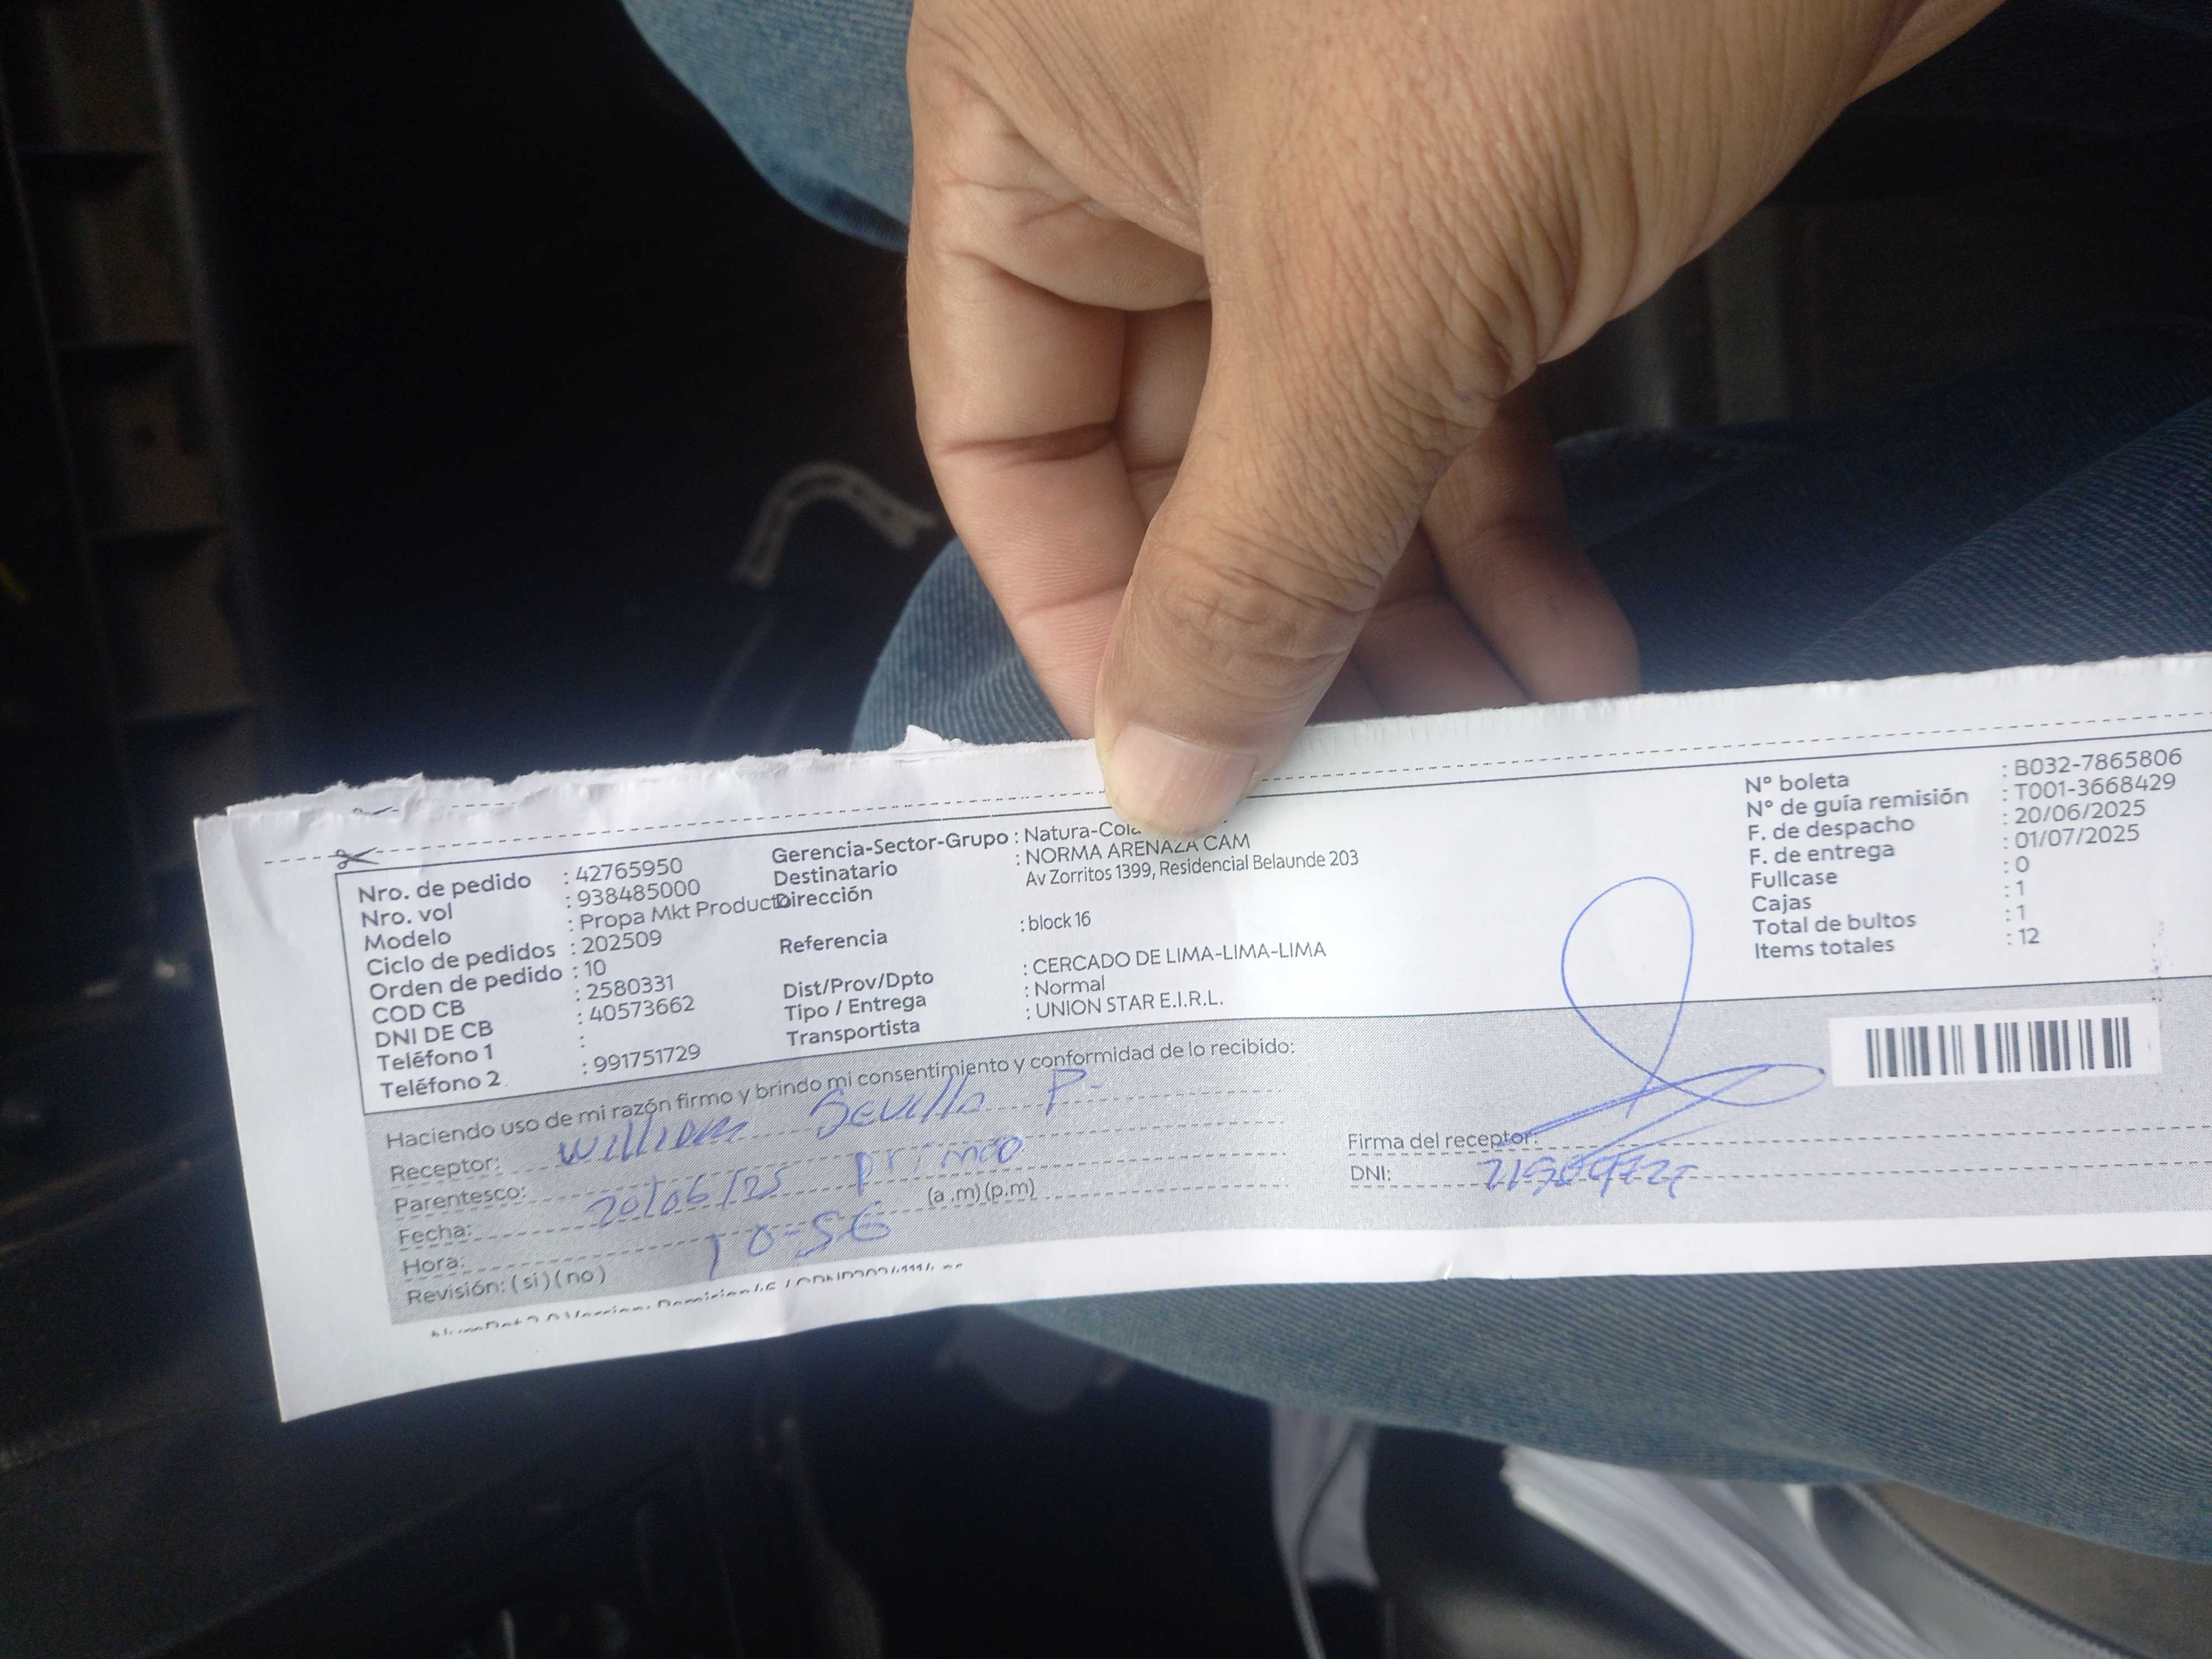 Nro. de pedido : 42765950
Nro. vol : 938485000
Modelo : Propa Mkt Producto
Ciclo de pedidos : 202509
Orden de pedido : 10
COD CB : 2580331
DNI DE CB : 40573662
Teléfono 1 :
Teléfono 2 : 991751729
Gerencia-Sector-Grupo : Natura-
Destinatario : NORMA ARENAZA CAM
Dirección Av Zorritos 1399, Residencial Belaunde 203
Referencia : block 16
Dist/Prov/Dpto : CERCADO DE LIMA-LIMA-LIMA
Tipo / Entrega : Normal
Transportista : UNION STAR E.I.R.L.
N° boleta : B032-7865806
N° de guía remisión : T001-3668429
F. de despacho : 20/06/2025
F. de entrega : 01/07/2025
Fullcase : 0
Cajas : 1
Total de bultos : 1
Items totales : 12
Haciendo uso de mi razón firmo y brindo mi consentimiento y conformidad de lo recibido:
Receptor: William Sevilla P.
Parentesco: primo
Fecha: 20/06/25
Hora: 10-56 (a .m) (p.m)
Revisión: ( si ) ( no )
Firma del receptor:
DNI: